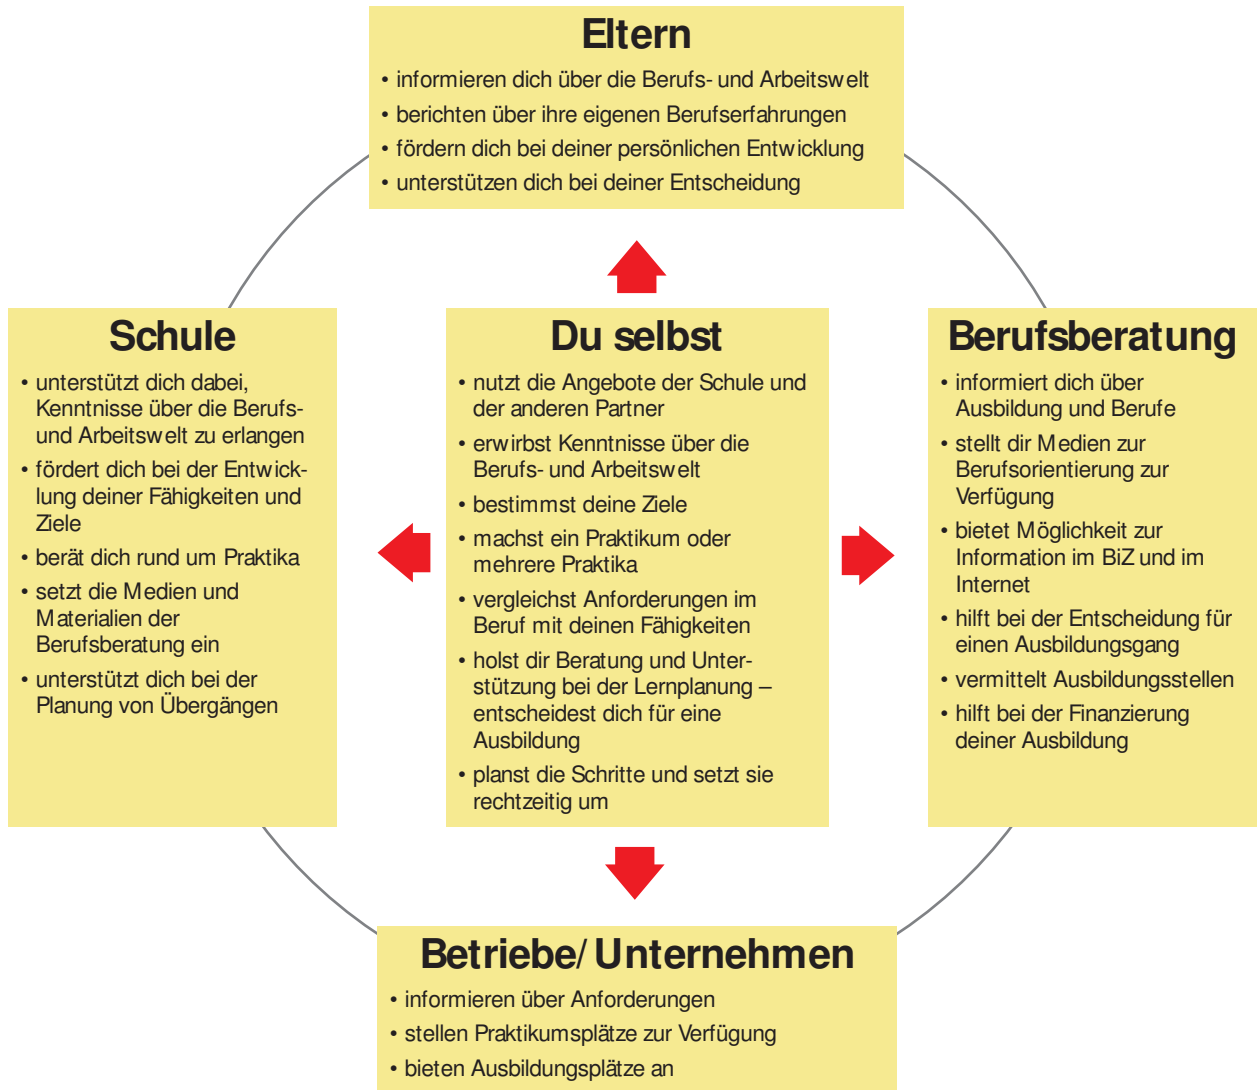 Eltern
• informieren dich über die Berufs- und Arbeitswelt
• berichten über ihre eigenen Berufserfahrungen
• fördern dich bei deiner persönlichen Entwicklung
• unterstützen dich bei deiner Entscheidung
Schule
• unterstützt dich dabei,
Kenntnisse über die Berufs-
und Arbeitswelt zu erlangen
• fördert dich bei der Entwick-
lung deiner Fähigkeiten und
Ziele
• berät dich rund um Praktika
• setzt die Medien und
Materialien der
Berufsberatung ein
• unterstützt dich bei der
Planung von Übergängen
Du selbst
• nutzt die Angebote der Schule und
der anderen Partner
• erwirbst Kenntnisse über die
Berufs- und Arbeitswelt
• bestimmst deine Ziele
• machst ein Praktikum oder
mehrere Praktika
• vergleichst Anforderungen im
Beruf mit deinen Fähigkeiten
• holst dir Beratung und Unter-
stützung bei der Lernplanung –
entscheidest dich für eine
Ausbildung
• planst die Schritte und setzt sie
rechtzeitig um
Berufsberatung
• informiert dich über
Ausbildung und Berufe
• stellt dir Medien zur
Berufsorientierung zur
Verfügung
• bietet Möglichkeit zur
Information im BiZ und im
Internet
• hilft bei der Entscheidung für
einen Ausbildungsgang
• vermittelt Ausbildungsstellen
• hilft bei der Finanzierung
deiner Ausbildung
Betriebe/ Unternehmen
• informieren über Anforderungen
• stellen Praktikumsplätze zur Verfügung
• bieten Ausbildungsplätze an